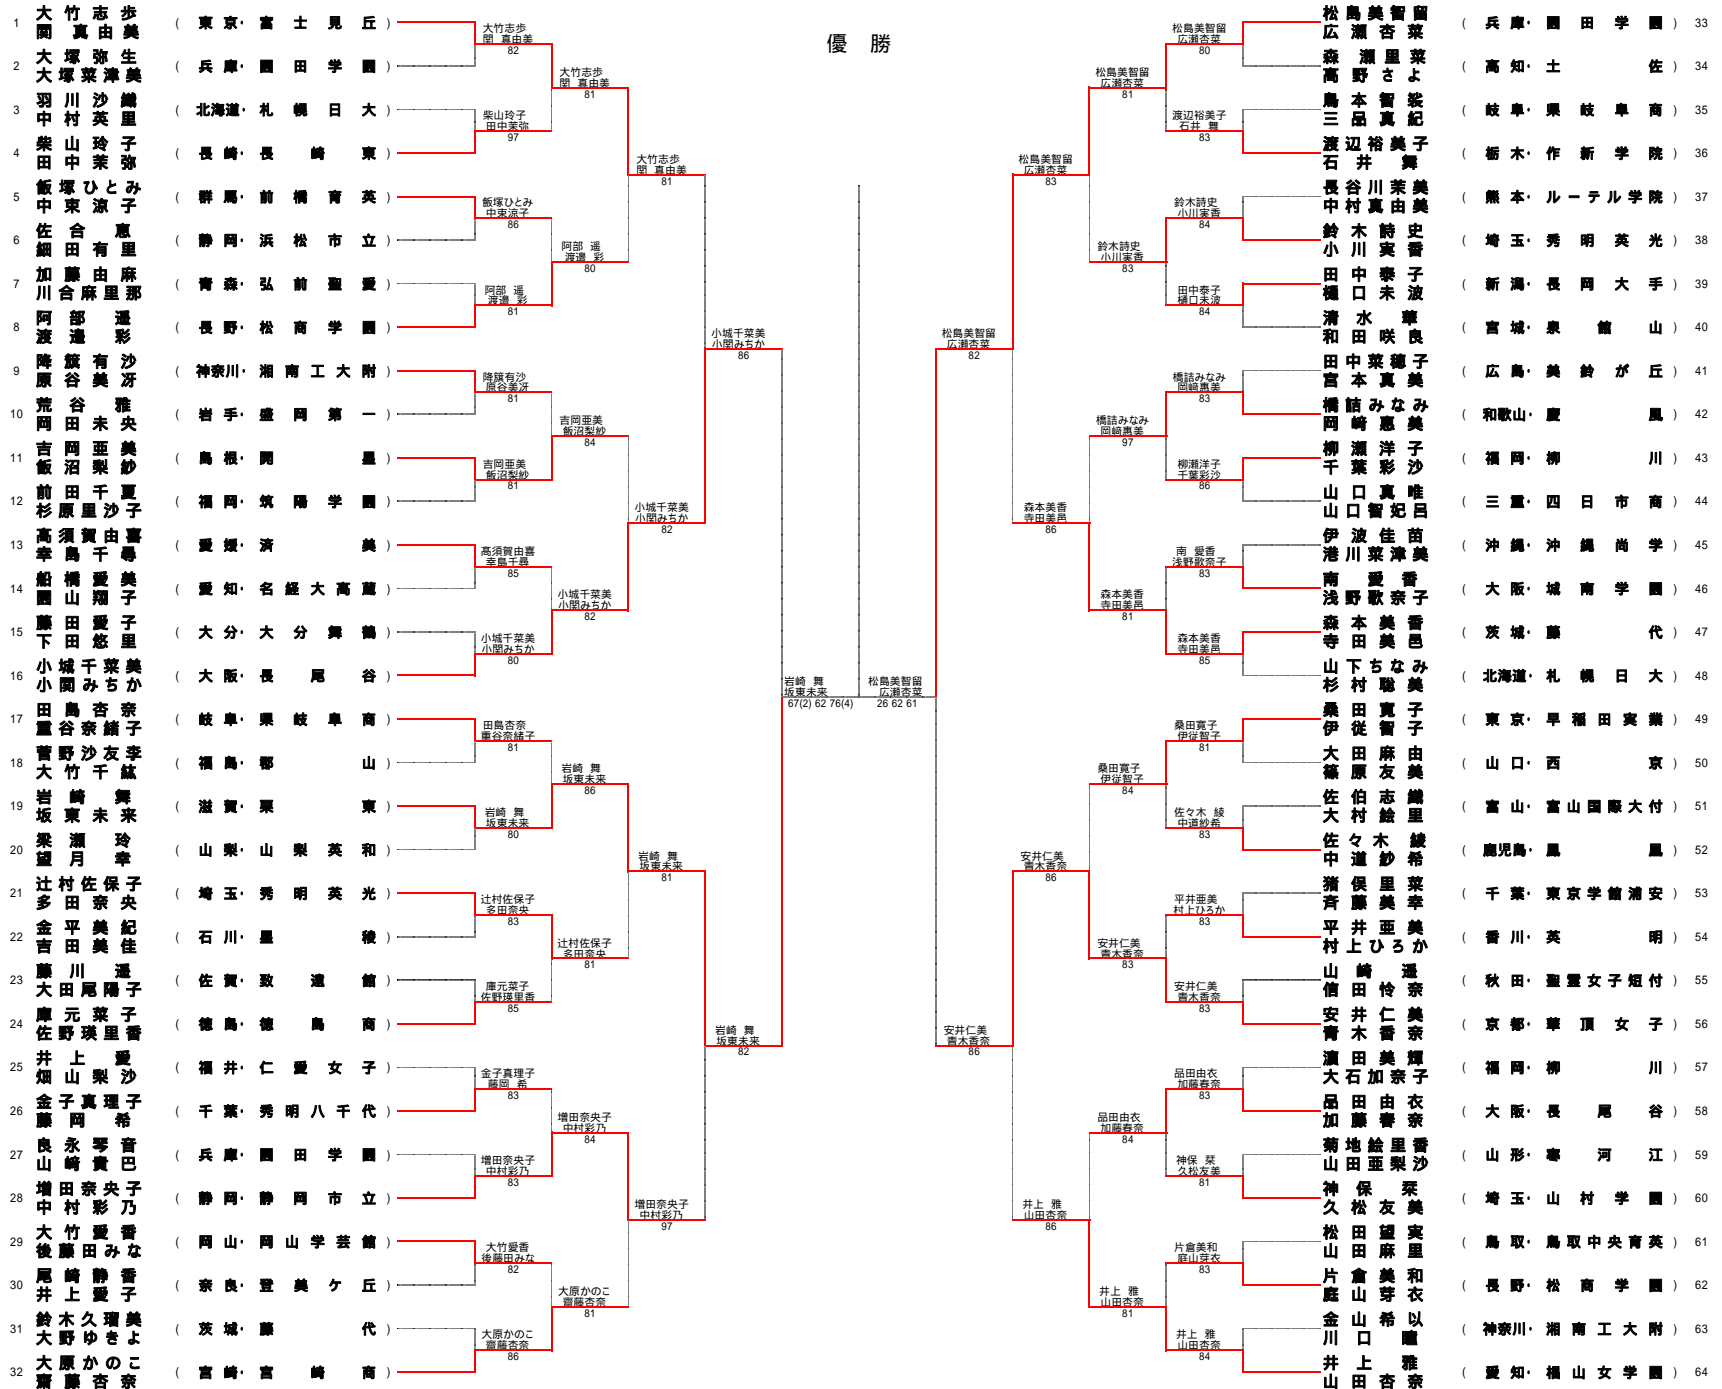 優 勝
1 大竹志歩 関真由美 ( 東京・富士見丘 )
2 大塚弥生 大塚菜津美 ( 兵庫・園田学園 )
3 羽川沙織 中村英里 ( 北海道・札幌日大 )
4 柴山玲子 田中茉弥 ( 長崎・長崎東 )
5 飯塚ひとみ 中東涼子 ( 群馬・前橋育英 )
6 佐合恵 細田有里 ( 静岡・浜松市立 )
7 加藤由麻 川合麻里那 ( 青森・弘前聖愛 )
8 阿部遥 渡邉彩 ( 長野・松商学園 )
9 降籏有沙 原谷美冴 ( 神奈川・湘南工大附 )
10 荒谷雅 岡田未央 ( 岩手・盛岡第一 )
11 吉岡亜美 飯沼梨紗 ( 島根・開星 )
12 前田千夏 杉原里沙子 ( 福岡・筑陽学園 )
13 高須賀由喜 幸島千尋 ( 愛媛・済美 )
14 船橋愛美 園山翔子 ( 愛知・名経大高蔵 )
15 藤田愛子 下田悠里 ( 大分・大分舞鶴 )
16 小城千菜美 小関みちか ( 大阪・長尾谷 )
17 田島杏奈 重谷奈緒子 ( 岐阜・県岐阜商 )
18 菅野沙友李 大竹千紘 ( 福島・郡山 )
19 岩崎舞 坂東未来 ( 滋賀・栗東 )
20 梁瀬玲 望月幸 ( 山梨・山梨英和 )
21 辻村佐保子 多田奈央 ( 埼玉・秀明英光 )
22 金平美紀 吉田美佳 ( 石川・星稜 )
23 藤川遥 大田尾陽子 ( 佐賀・致遠館 )
24 庫元菜子 佐野瑛里香 ( 徳島・徳島商 )
25 井上愛 畑山梨沙 ( 福井・仁愛女子 )
26 金子真理子 藤岡希 ( 千葉・秀明八千代 )
27 良永琴音 山崎貴巴 ( 兵庫・園田学園 )
28 増田奈央子 中村彩乃 ( 静岡・静岡市立 )
29 大竹愛香 後藤田みな ( 岡山・岡山学芸館 )
30 尾崎静香 井上愛子 ( 奈良・登美ケ丘 )
31 鈴木久瑠美 大野ゆきよ ( 茨城・藤代 )
32 大原かのこ 齋藤杏奈 ( 宮崎・宮崎商 )
大竹志歩 関 真由美 82
柴山玲子 田中茉弥 97
飯塚ひとみ 中東涼子 86
阿部 遥 渡邉 彩 81
降籏有沙 原谷美冴 81
吉岡亜美 飯沼梨紗 81
高須賀由喜 幸島千尋 85
小城千菜美 小関みちか 80
田島杏奈 重谷奈緒子 81
岩崎 舞 坂東未来 80
辻村佐保子 多田奈央 83
庫元菜子 佐野瑛里香 85
金子真理子 藤岡 希 83
増田奈央子 中村彩乃 83
大竹愛香 後藤田みな 82
大原かのこ 齋藤杏奈 86
大竹志歩 関 真由美 81
阿部 遥 渡邉 彩 80
吉岡亜美 飯沼梨紗 84
小城千菜美 小関みちか 82
岩崎 舞 坂東未来 86
辻村佐保子 多田奈央 81
増田奈央子 中村彩乃 84
大原かのこ 齋藤杏奈 81
大竹志歩 関 真由美 81
小城千菜美 小関みちか 82
岩崎 舞 坂東未来 81
増田奈央子 中村彩乃 97
小城千菜美 小関みちか 86
岩崎 舞 坂東未来 82
岩崎 舞 坂東未来 67(2) 62 76(4)
松島美智留 広瀬杏菜 26 62 61
松島美智留 広瀬杏菜 82
安井仁美 青木香奈 86
松島美智留 広瀬杏菜 83
森本美香 寺田美邑 86
安井仁美 青木香奈 86
井上 雅 山田杏奈 86
松島美智留 広瀬杏菜 81
鈴木詩史 小川実香 83
橋詰みなみ 岡崎恵美 97
森本美香 寺田美邑 81
桑田寛子 伊従智子 84
安井仁美 青木香奈 83
品田由衣 加藤春奈 84
井上 雅 山田杏奈 81
松島美智留 広瀬杏菜 80
渡辺裕美子 石井 舞 83
鈴木詩史 小川実香 84
田中泰子 樋口未波 84
橋詰みなみ 岡崎恵美 83
柳瀬洋子 千葉彩沙 86
南 愛香 浅野歌奈子 83
森本美香 寺田美邑 85
桑田寛子 伊従智子 81
佐々木 綾 中道紗希 83
平井亜美 村上ひろか 83
安井仁美 青木香奈 83
品田由衣 加藤春奈 83
神保 栞 久松友美 81
片倉美和 庭山芽衣 83
井上 雅 山田杏奈 84
松島美智留 広瀬杏菜 ( 兵庫・園田学園 ) 33
森瀬里菜 高野さよ ( 高知・土佐 ) 34
鳥本智裟 三品真紀 ( 岐阜・県岐阜商 ) 35
渡辺裕美子 石井舞 ( 栃木・作新学院 ) 36
長谷川茉美 中村真由美 ( 熊本・ルーテル学院 ) 37
鈴木詩史 小川実香 ( 埼玉・秀明英光 ) 38
田中泰子 樋口未波 ( 新潟・長岡大手 ) 39
清水華 和田咲良 ( 宮城・泉館山 ) 40
田中菜穂子 宮本真美 ( 広島・美鈴が丘 ) 41
橋詰みなみ 岡崎恵美 ( 和歌山・慶風 ) 42
柳瀬洋子 千葉彩沙 ( 福岡・柳川 ) 43
山口真唯 山口智妃呂 ( 三重・四日市商 ) 44
伊波佳苗 港川菜津美 ( 沖縄・沖縄尚学 ) 45
南愛香 浅野歌奈子 ( 大阪・城南学園 ) 46
森本美香 寺田美邑 ( 茨城・藤代 ) 47
山下ちなみ 杉村聡美 ( 北海道・札幌日大 ) 48
桑田寛子 伊従智子 ( 東京・早稲田実業 ) 49
大田麻由 篠原友美 ( 山口・西京 ) 50
佐伯志織 大村絵里 ( 富山・富山国際大付 ) 51
佐々木綾 中道紗希 ( 鹿児島・鳳凰 ) 52
猪俣里菜 斉藤美幸 ( 千葉・東京学館浦安 ) 53
平井亜美 村上ひろか ( 香川・英明 ) 54
山崎遥 信田怜奈 ( 秋田・聖霊女子短付 ) 55
安井仁美 青木香奈 ( 京都・華頂女子 ) 56
濱田美輝 大石加奈子 ( 福岡・柳川 ) 57
品田由衣 加藤春奈 ( 大阪・長尾谷 ) 58
菊地絵里香 山田亜梨沙 ( 山形・寒河江 ) 59
神保栞 久松友美 ( 埼玉・山村学園 ) 60
松田望実 山田麻里 ( 鳥取・鳥取中央育英 ) 61
片倉美和 庭山芽衣 ( 長野・松商学園 ) 62
金山希以 川口瞳 ( 神奈川・湘南工大附 ) 63
井上雅 山田杏奈 ( 愛知・椙山女学園 ) 64